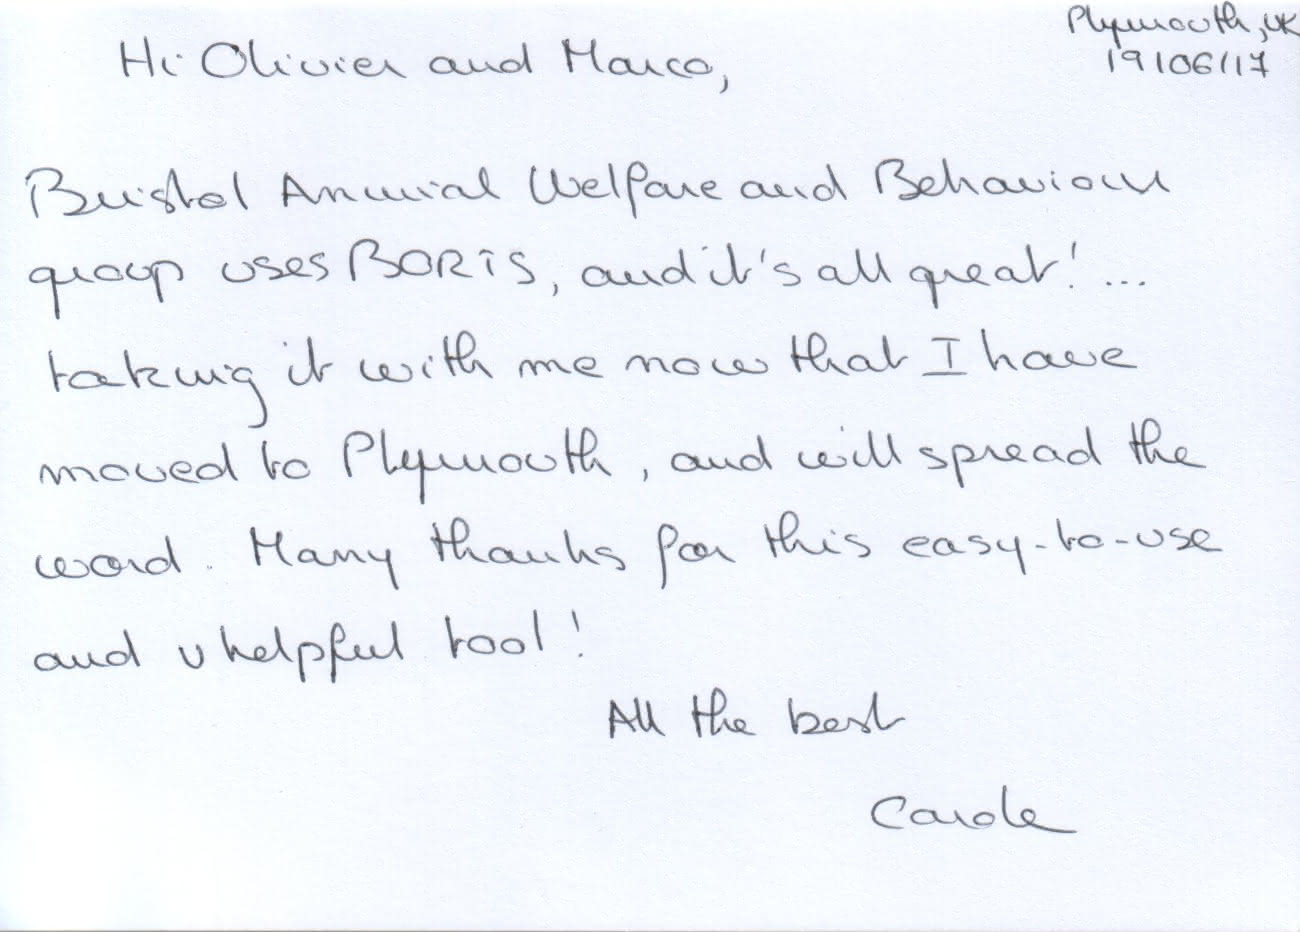 Plymouth, UK
19/06/17
Hi Olivier and Marco,
Bristol Animal Welfare and Behaviour
group uses BORIS, and it's all great! ...
taking it with me now that I have
moved to Plymouth, and will spread the
word. Many thanks for this easy-to-use
and v helpful tool!
All the best
Carole